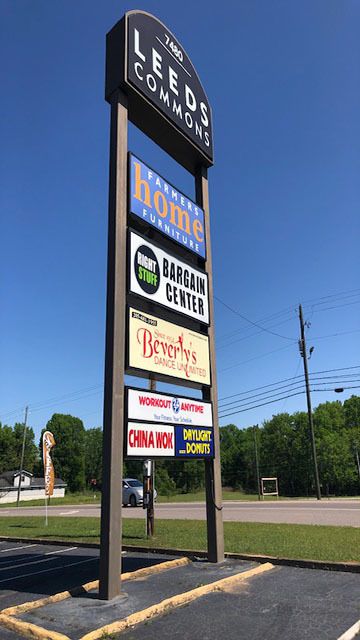 7480
LEEDS
COMMONS
FARMERS
home
FURNITURE
RIGHT
STUFF
BARGAIN
CENTER
Beverly's
DANCE UNLIMITED
WORKOUT ANYTIME
Your Fitness. Your Schedule.
CHINA WOK
DAYLIGHT
DONUTS